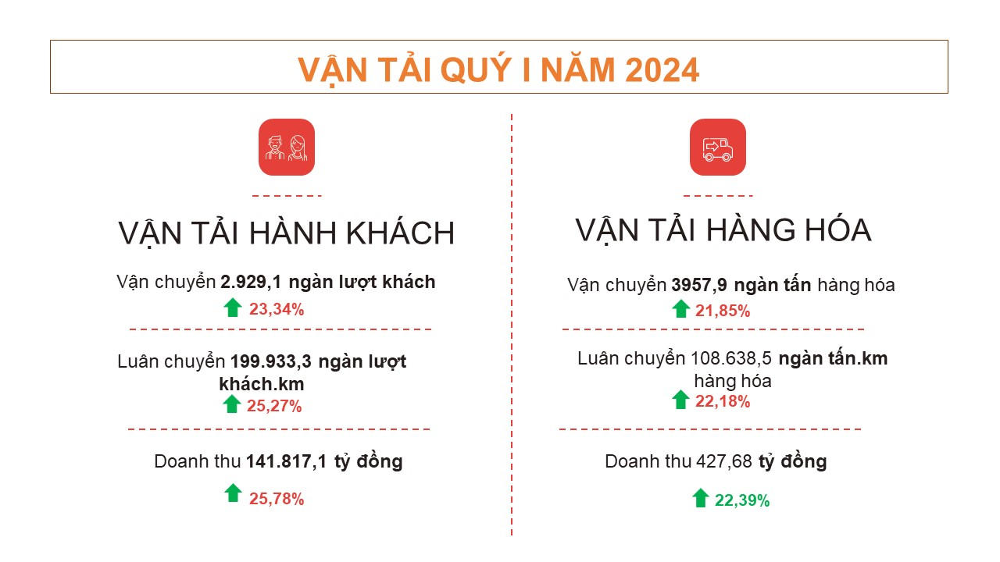 VẬN TẢI QUÝ I NĂM 2024
VẬN TẢI HÀNH KHÁCH
Vận chuyển 2.929,1 ngàn lượt khách
23,34%
Luân chuyển 199.933,3 ngàn lượt
khách.km
25,27%
Doanh thu 141.817,1 tỷ đồng
25,78%
VẬN TẢI HÀNG HÓA
Vận chuyển 3957,9 ngàn tấn hàng hóa
21,85%
Luân chuyển 108.638,5 ngàn tấn.km
hàng hóa
22,18%
Doanh thu 427,68 tỷ đồng
22,39%